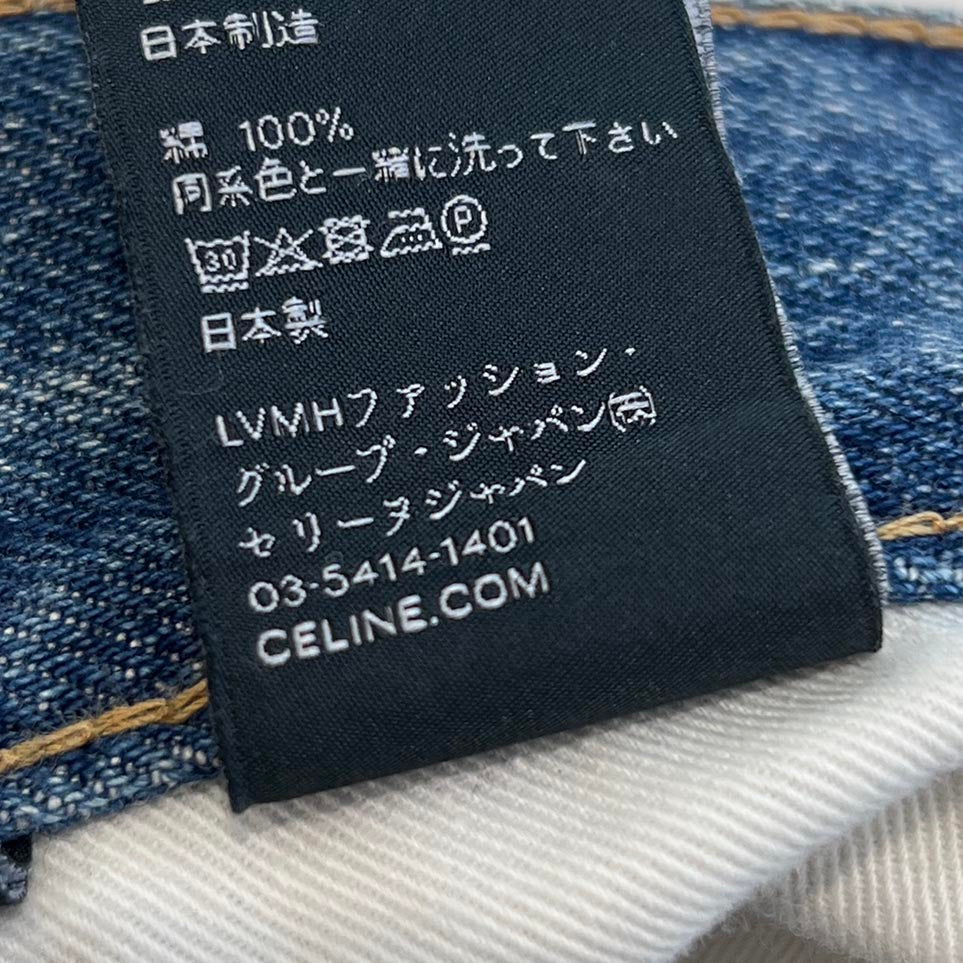 日本制造
綿 100%
同系色と一緒に洗って下さい
30 P
日本製
LVMHファッション・
グループ・ジャパン㈱
セリーヌジャパン
03-5414-1401
CELINE.COM